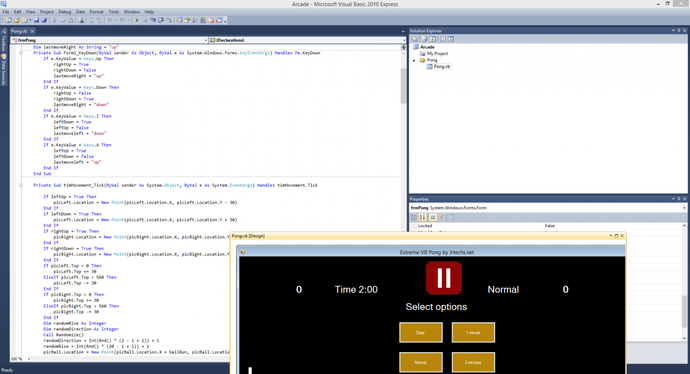 Arcade - Microsoft Visual Basic 2010 Express
File Edit View Project Debug Data Format Tools Window Help
Pong.vb
frmPong
(Declarations)
Dim lastmoveRight As String = "up"
Private Sub Form1_KeyDown(ByVal sender As Object, ByVal e As System.Windows.Forms.KeyEventArgs) Handles Me.KeyDown
If e.KeyValue = Keys.Up Then
rightUp = True
rightDown = False
lastmoveRight = "up"
End If
If e.KeyValue = Keys.Down Then
rightUp = False
rightDown = True
lastmoveRight = "down"
End If
If e.KeyValue = Keys.Z Then
leftDown = True
leftUp = False
lastmoveleft = "down"
End If
If e.KeyValue = Keys.A Then
leftUp = True
leftDown = False
lastmoveleft = "up"
End If
End Sub
Private Sub timMovement_Tick(ByVal sender As System.Object, ByVal e As System.EventArgs) Handles timMovement.Tick
If leftUp = True Then
picLeft.Location = New Point(picLeft.Location.X, picLeft.Location.Y - 30)
End If
If leftDown = True Then
picLeft.Location = New Point(picLeft.Location.X, picLeft.Location.Y + 30)
End If
If rightUp = True Then
picRight.Location = New Point(picRight.Location.X, picRight.Location
End If
If rightDown = True Then
picRight.Location = New Point(picRight.Location.X, picRight.Location
End If
If picLeft.Top < 0 Then
picLeft.Top += 30
ElseIf picLeft.Top > 560 Then
picLeft.Top -= 30
End If
If picRight.Top > 0 Then
picRight.Top += 30
ElseIf picRight.Top > 560 Then
picRight.Top -= 30
End If
Dim randomRise As Integer
Dim randomDirection As Integer
Call Randomize()
randomDirection = Int(Rnd() * (2 - 1 + 1)) + 1
randomRise = Int(Rnd() * (20 - 1 + 1)) + 1
picBall.Location = New Point(picBall.Location.X + ballRun, picBall.Location
100 %
Ready
Toolbox
Data Sources
Solution Explorer
Arcade
My Project
Pong
Pong.vb
Properties
frmPong System.Windows.Forms.Form
Locked False
Pong.vb [Design]
Extreme VB Pong by Jrtechs.net
0 Time 2:00 Normal 0
Select options
Easy 1 minute
Normal 2 minutes